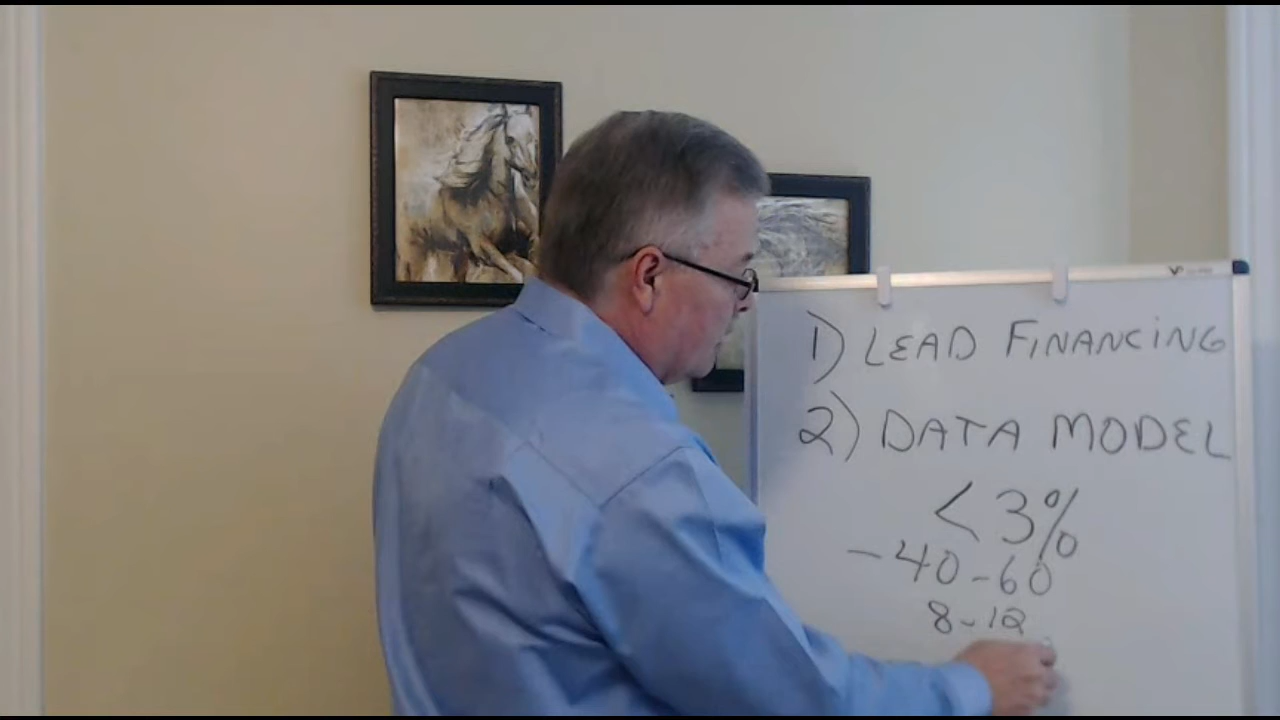 1) LEAD FINANCING
2) DATA MODEL
< 3%
- 40 - 60
8 - 12